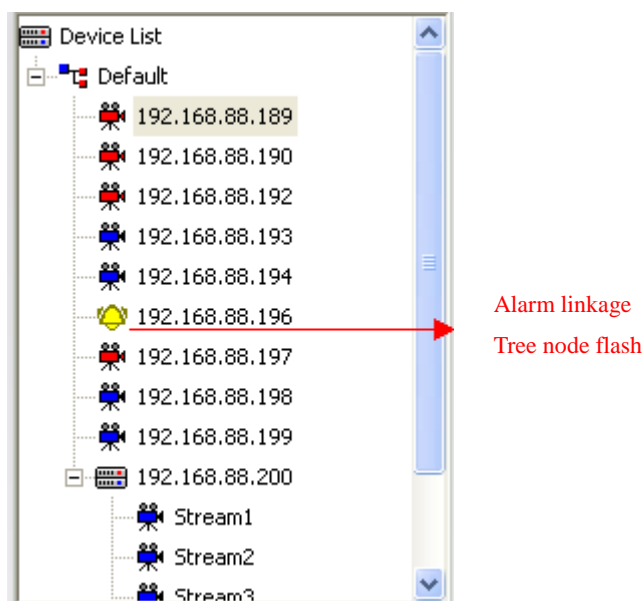 Device List
Default
192.168.88.189
192.168.88.190
192.168.88.192
192.168.88.193
192.168.88.194
192.168.88.196
192.168.88.197
192.168.88.198
192.168.88.199
192.168.88.200
Stream1
Stream2
Stream3
Alarm linkage
Tree node flash